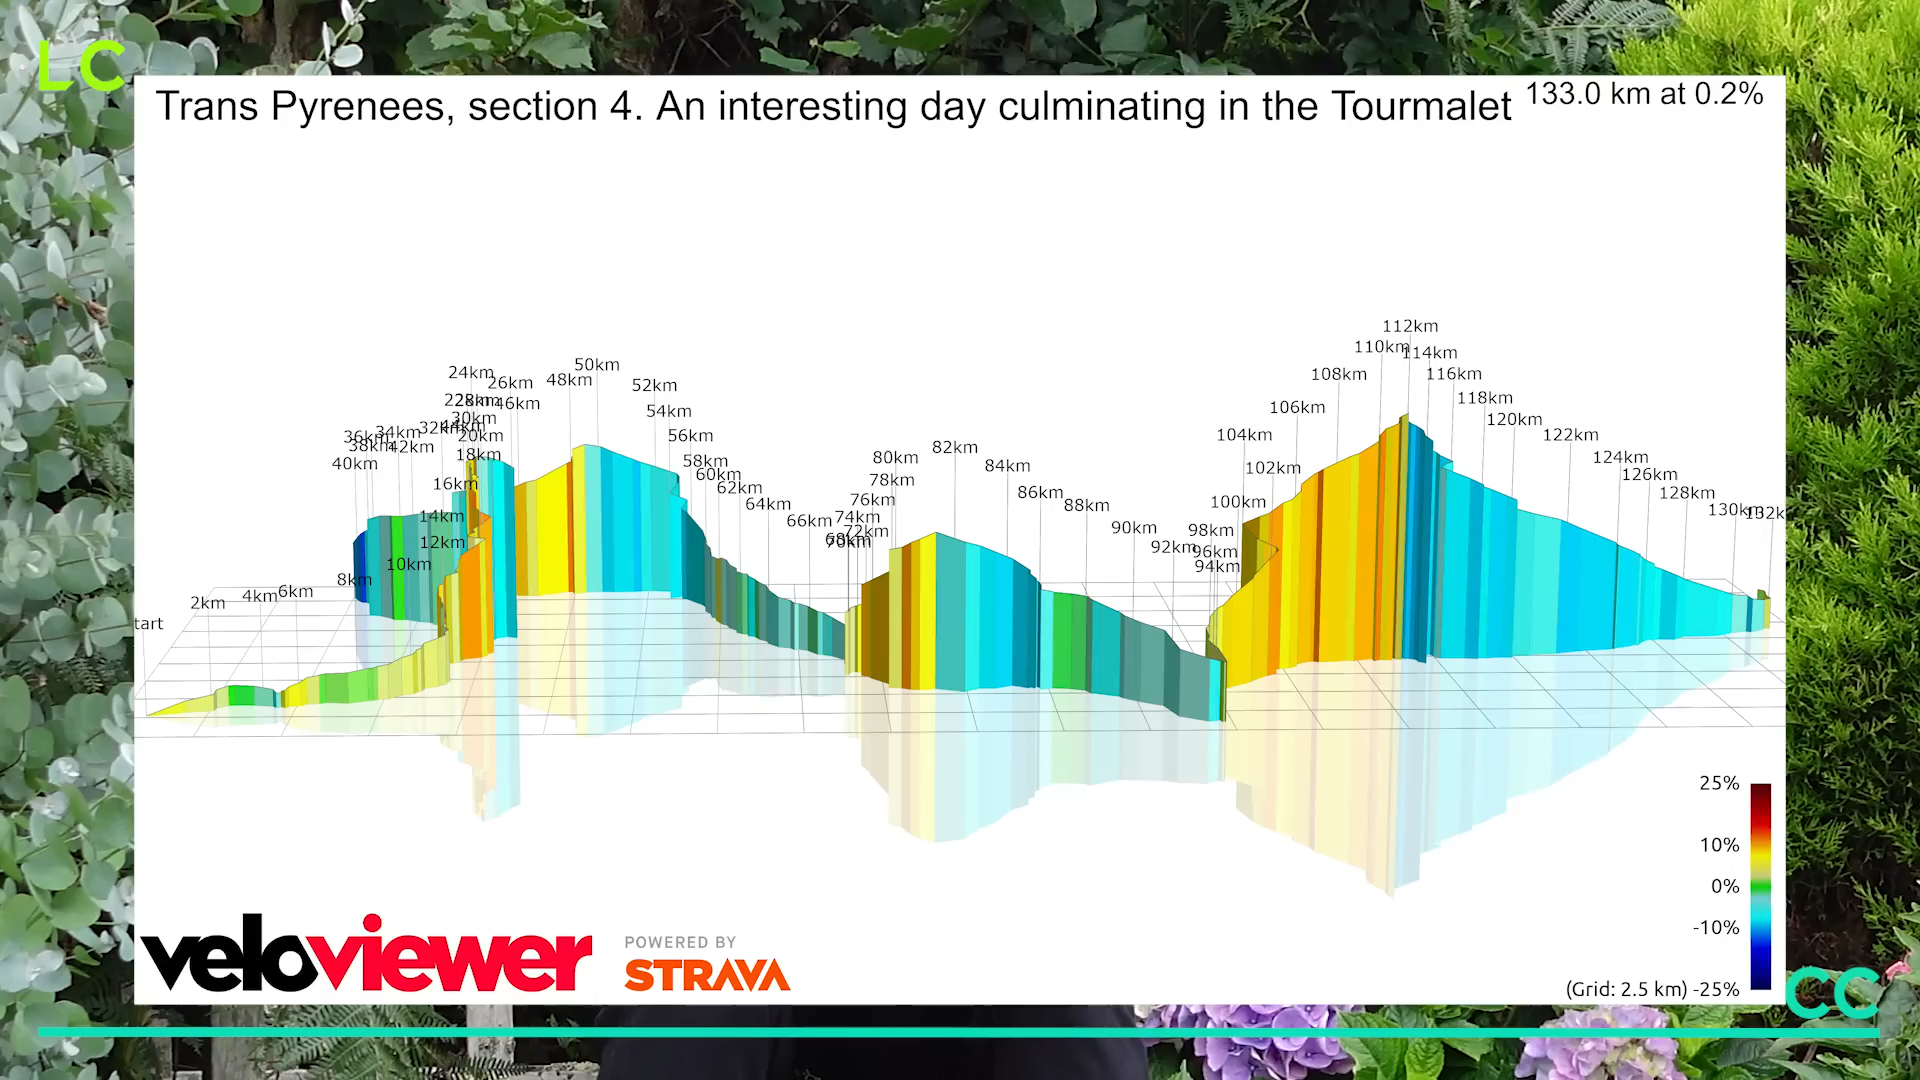 LC
Trans Pyrenees, section 4. An interesting day culminating in the Tourmalet 133.0 km at 0.2%
112km
110km
114km
50km
24km
26km
48km
108km
116km
52km
28km
46km
118km
54km
106km
30km
120km
34km
36km
38km
42km
20km
56km
104km
122km
82km
18km
40km
58km
80km
84km
102km
124km
60km
126km
16km
62km
78km
86km
128km
64km
76km
88km
100km
130km
132k
14km
66km
74km
90km
98km
72km
12km
70km
92km
96km
10km
94km
8km
6km
4km
2km
tart
25%
10%
0%
-10%
(Grid: 2.5 km) -25%
veloviewer
POWERED BY
STRAVA
CC